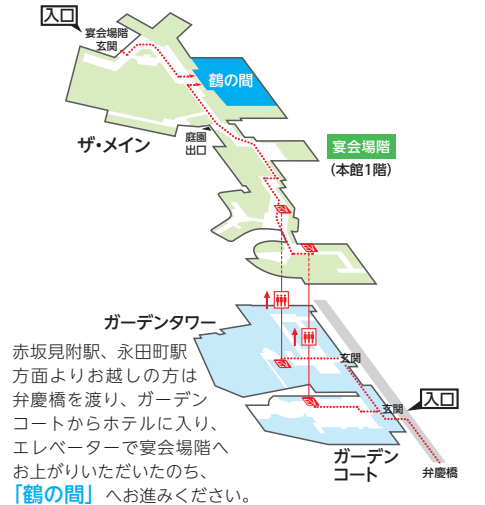 入口
宴会場階
玄関
鶴の間
ザ・メイン
庭園
出口
宴会場階
(本館1階)
ガーデンタワー
赤坂見附駅、永田町駅
方面よりお越しの方は
弁慶橋を渡り、ガーデン
コートからホテルに入り、
エレベーターで宴会場階へ
お上がりいただいたのち、
「鶴の間」へお進みください。
玄関
玄関
入口
ガーデン
コート
弁慶橋